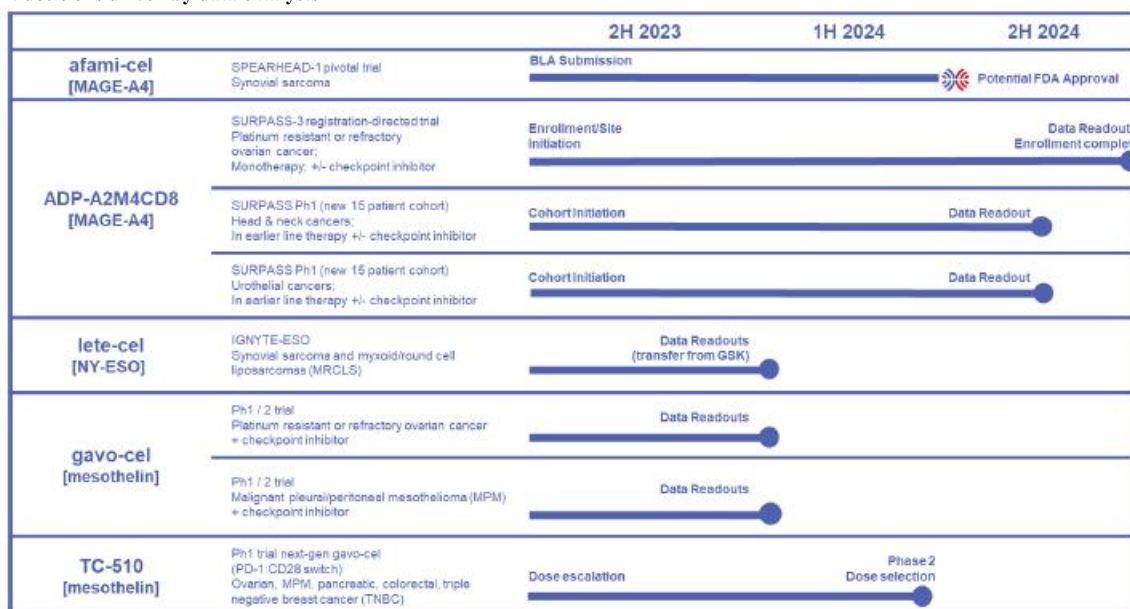 2H 2023 1H 2024 2H 2024
afami-cel
[MAGE-A4]
SPEARHEAD-1 pivotal trial
Synovial sarcoma
BLA Submission
Potential FDA Approval
ADP-A2M4CD8
[MAGE-A4]
SURPASS-3 registration-directed trial
Platinum resistant or refractory
ovarian cancer;
Monotherapy; +/- checkpoint inhibitor
Enrollment/Site
Initiation
Data Readout
Enrollment complet
SURPASS Ph1 (new 15 patient cohort)
Head & neck cancers;
In earlier line therapy +/- checkpoint inhibitor
Cohort Initiation
Data Readout
SURPASS Ph1 (new 15 patient cohort)
Urothelial cancers;
In earlier line therapy +/- checkpoint inhibitor
Cohort Initiation
Data Readout
lete-cel
[NY-ESO]
IGNYTE-ESO
Synovial sarcoma and myxoid/round cell
liposarcomas (MRCLS)
Data Readouts
(transfer from GSK)
gavo-cel
[mesothelin]
Ph1 / 2 trial
Platinum resistant or refractory ovarian cancer
+ checkpoint inhibitor
Data Readouts
Ph1 / 2 trial
Malignant pleural/peritoneal mesothelioma (MPM)
+ checkpoint inhibitor
Data Readouts
TC-510
[mesothelin]
Ph1 trial next-gen gavo-cel
(PD-1:CD28 switch)
Ovarian, MPM, pancreatic, colorectal, triple
negative breast cancer (TNBC)
Dose escalation
Phase 2
Dose selection